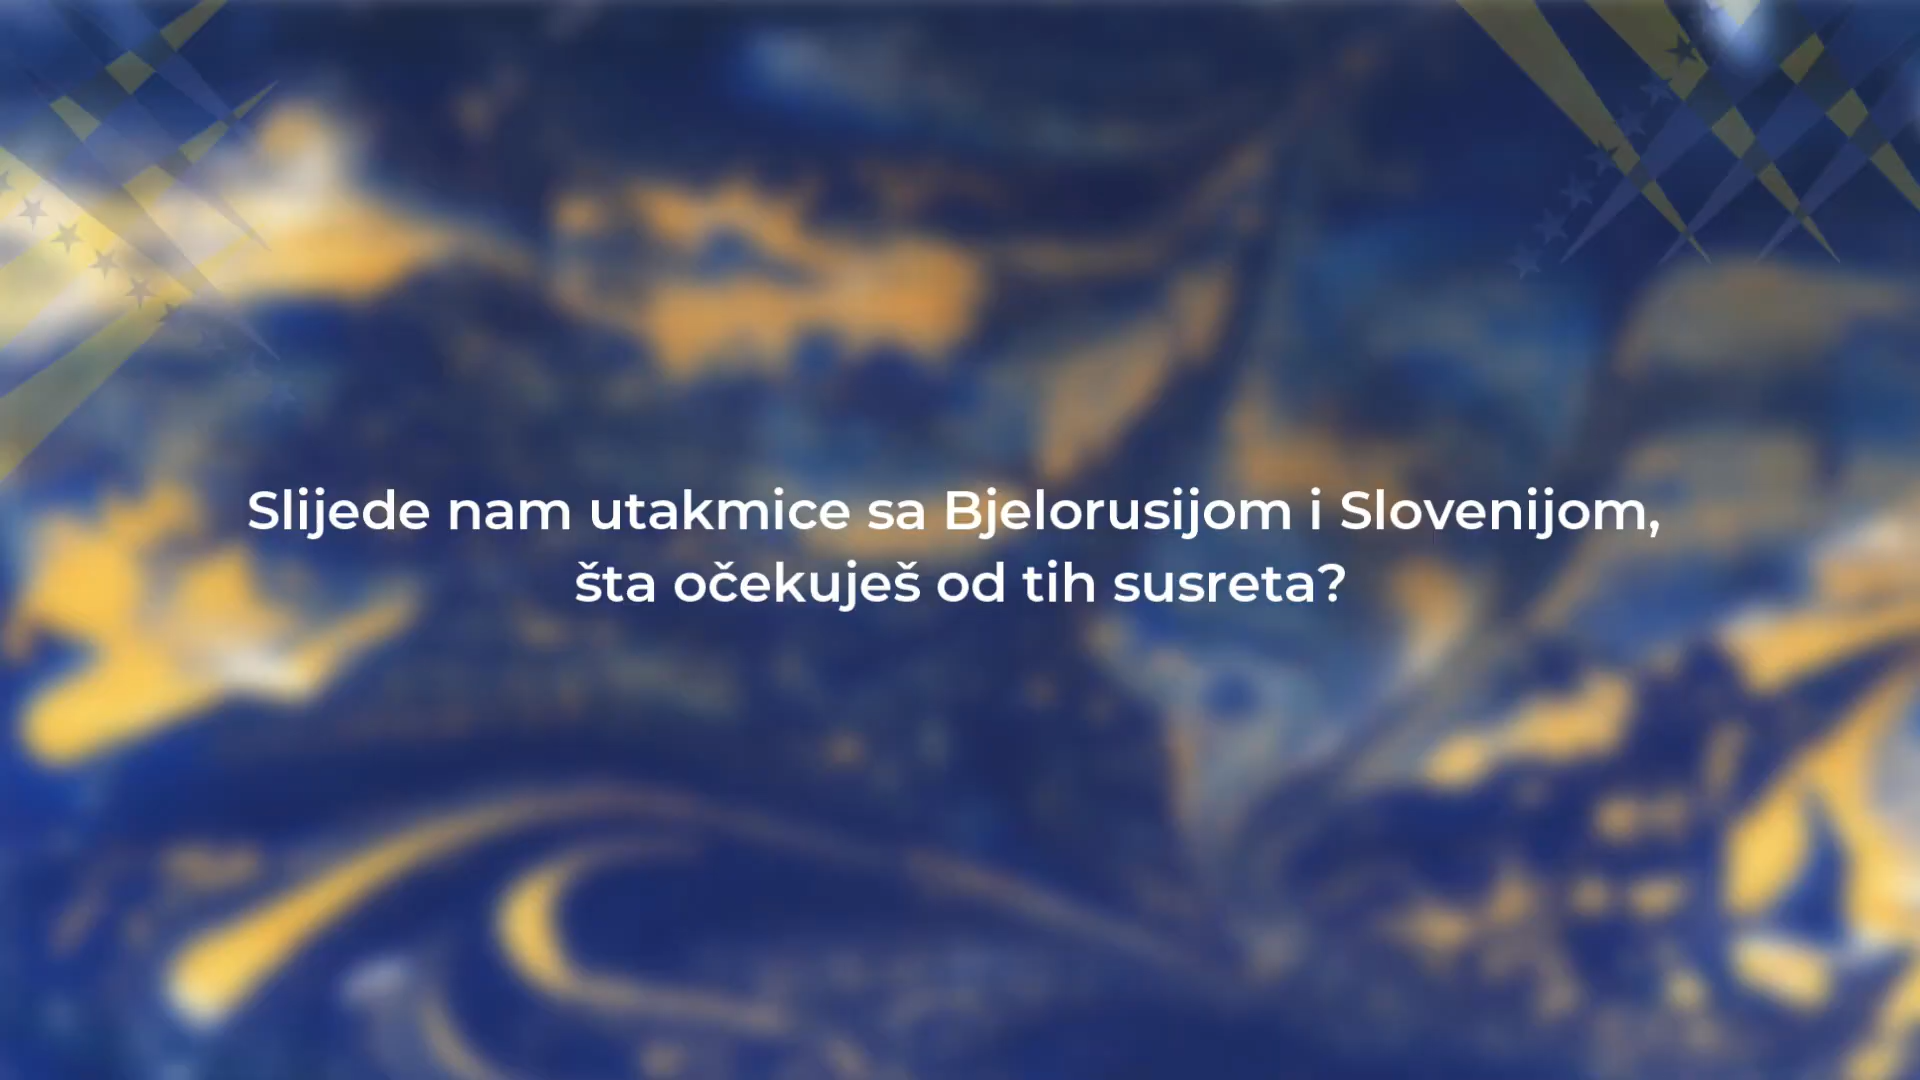 Slijede nam utakmice sa Bjelorusijom i Slovenijom,
šta očekuješ od tih susreta?